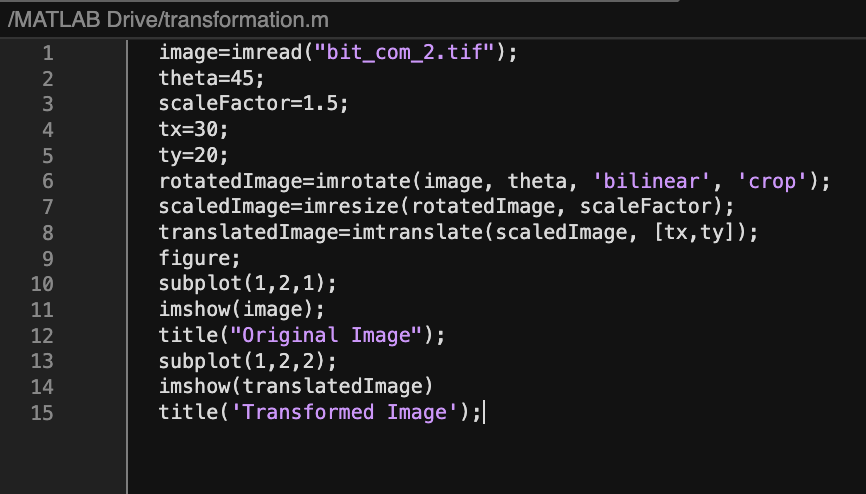 /MATLAB Drive/transformation.m
1 image=imread("bit_com_2.tif");
2 theta=45;
3 scaleFactor=1.5;
4 tx=30;
5 ty=20;
6 rotatedImage=imrotate(image, theta, 'bilinear', 'crop');
7 scaledImage=imresize(rotatedImage, scaleFactor);
8 translatedImage=imtranslate(scaledImage, [tx,ty]);
9 figure;
10 subplot(1,2,1);
11 imshow(image);
12 title("Original Image");
13 subplot(1,2,2);
14 imshow(translatedImage)
15 title('Transformed Image');